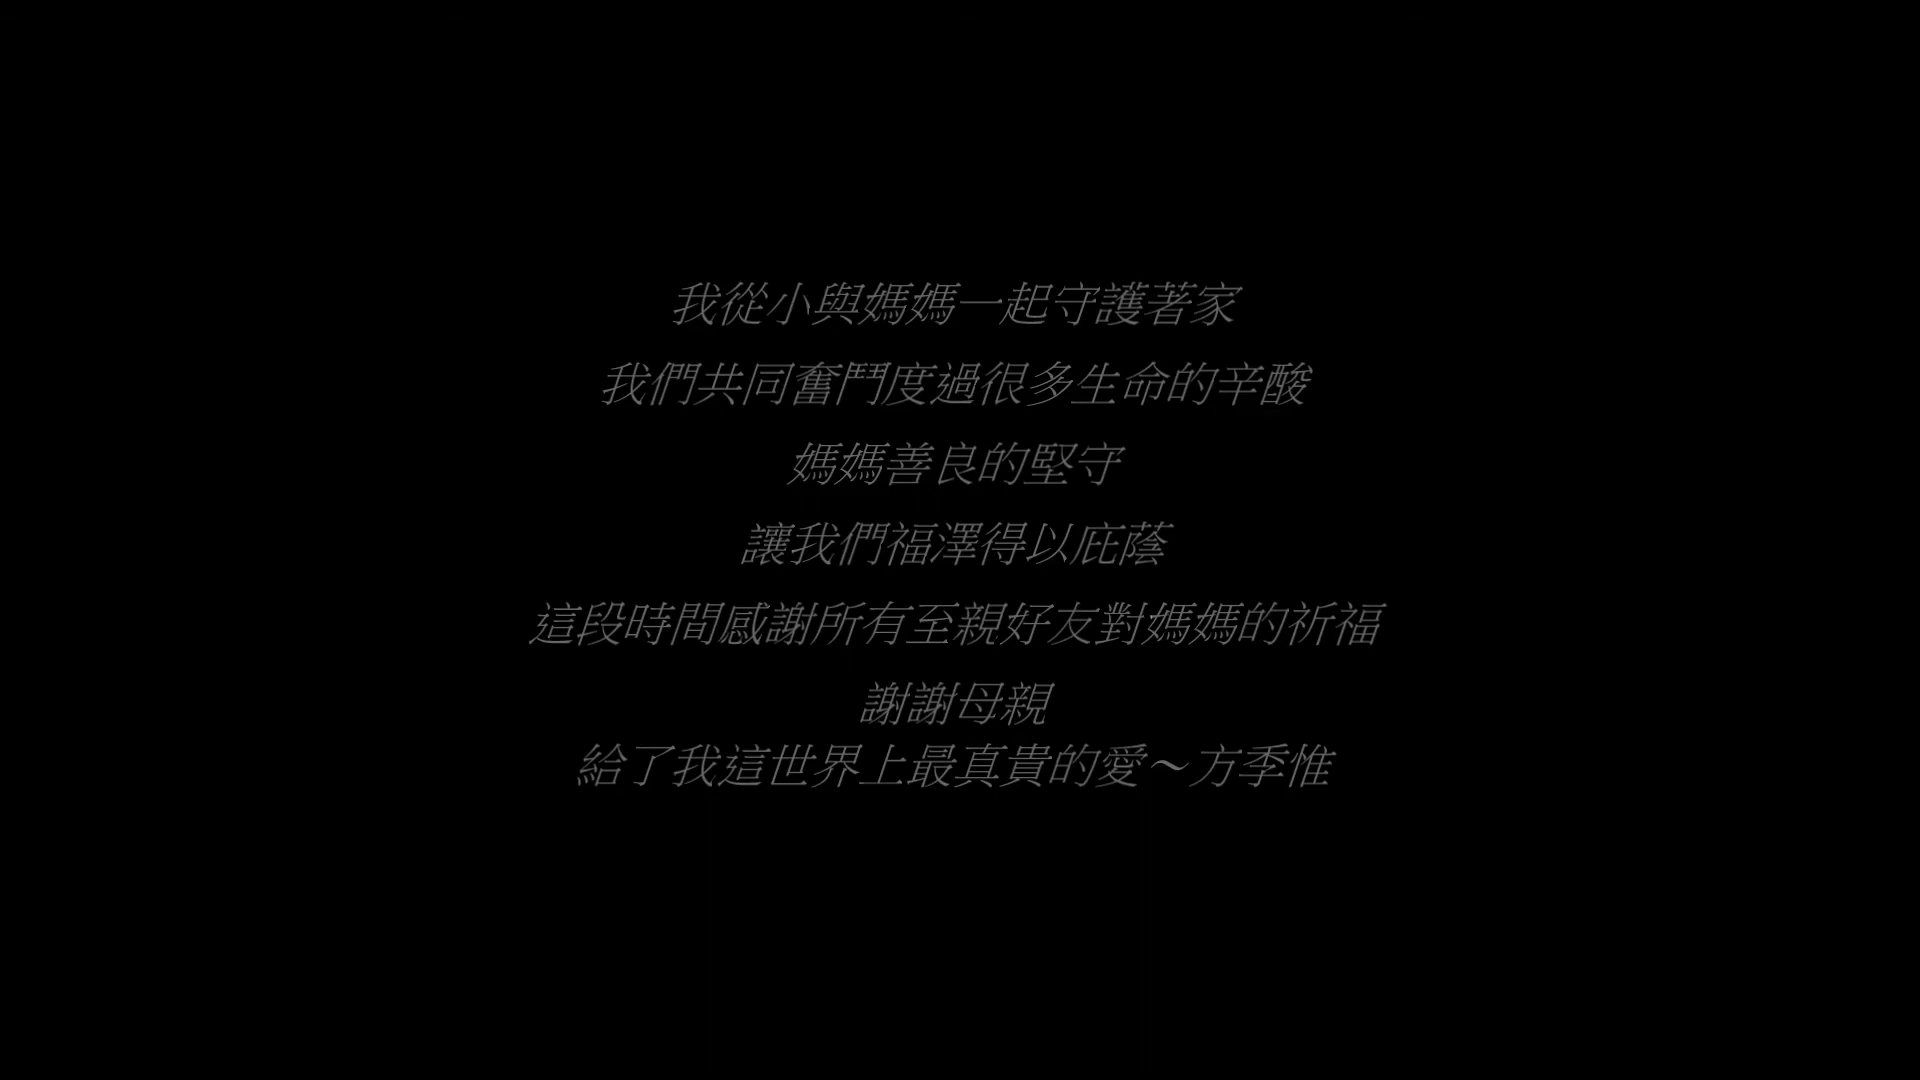 我從小與媽媽一起守護著家
我們共同奮鬥度過很多生命的辛酸
媽媽善良的堅守
讓我們福澤得以庇蔭
這段時間感謝所有至親好友對媽媽的祈福
謝謝母親
給了我這世界上最真貴的愛～方季惟